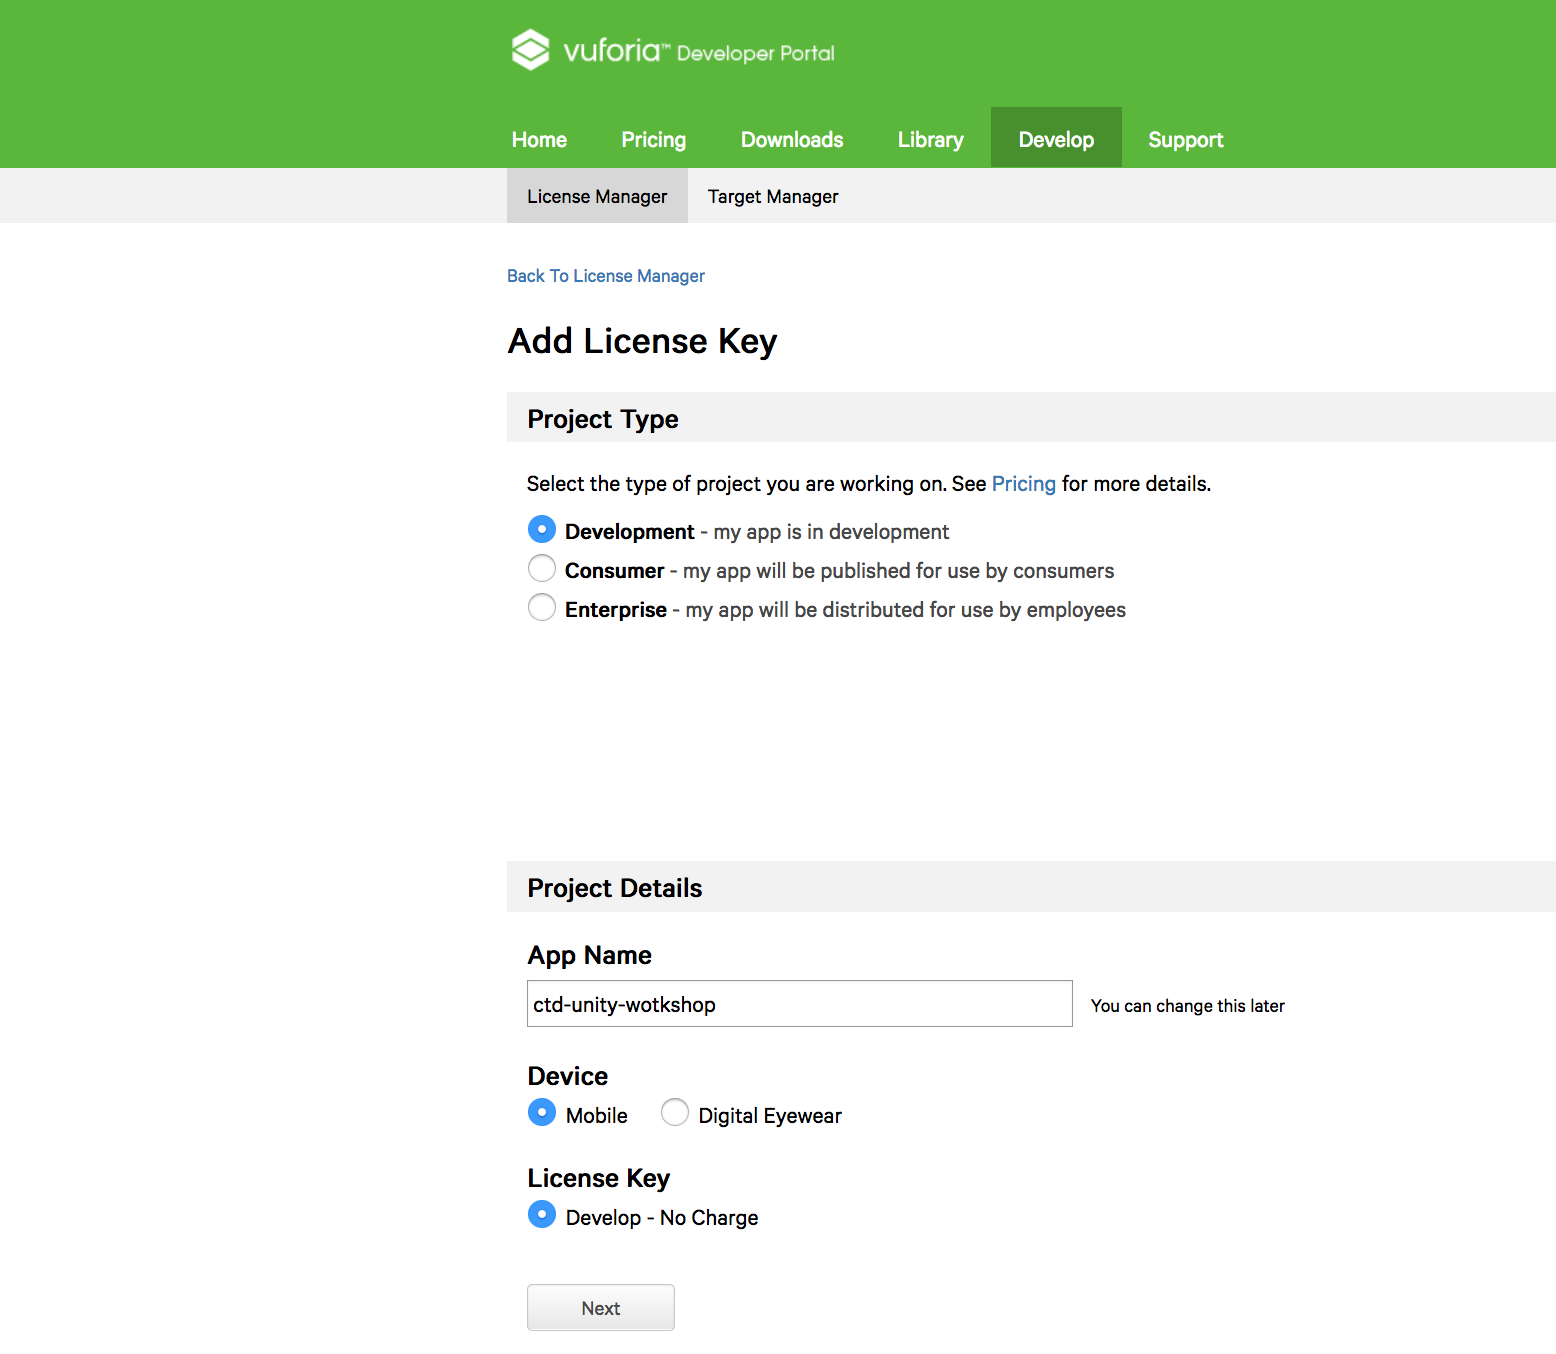 vuforia™ Developer Portal
Home Pricing Downloads Library Develop Support
License Manager Target Manager
Back To License Manager
Add License Key
Project Type
Select the type of project you are working on. See Pricing for more details.
Development - my app is in development
Consumer - my app will be published for use by consumers
Enterprise - my app will be distributed for use by employees
Project Details
App Name
ctd-unity-wotkshop You can change this later
Device
Mobile Digital Eyewear
License Key
Develop - No Charge
Next